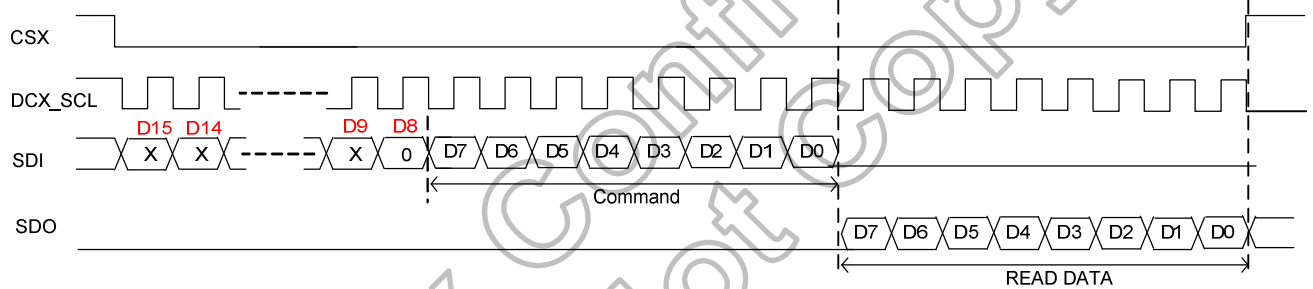 CSX
DCX_SCL
D15 D14 D9 D8
SDI X X X 0 D7 D6 D5 D4 D3 D2 D1 D0
Command
SDO D7 D6 D5 D4 D3 D2 D1 D0
READ DATA